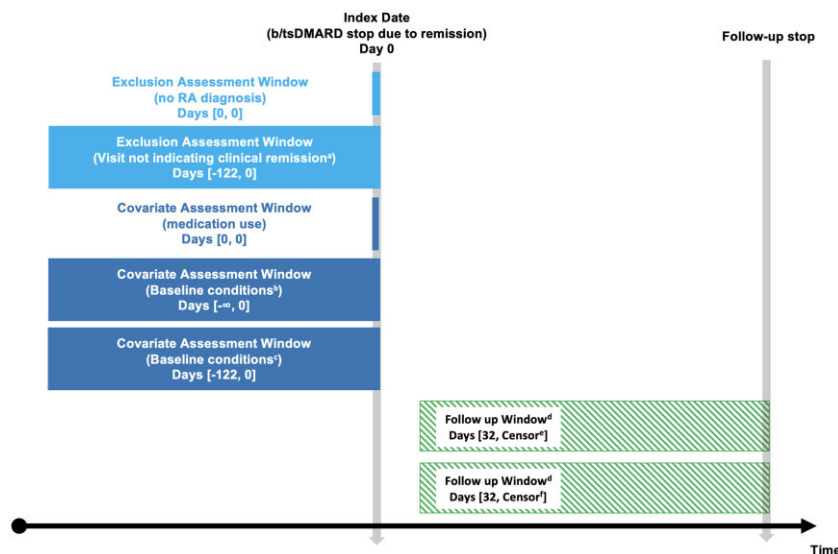 Index Date
(b/tsDMARD stop due to remission)
Day 0
Follow-up stop
Exclusion Assessment Window
(no RA diagnosis)
Days [0, 0]
Exclusion Assessment Window
(Visit not indicating clinical remissionᵃ)
Days [-122, 0]
Covariate Assessment Window
(medication use)
Days [0, 0]
Covariate Assessment Window
(Baseline conditionsᵇ)
Days [-∞, 0]
Covariate Assessment Window
(Baseline conditionsᶜ)
Days [-122, 0]
Follow up Windowᵈ
Days [32, Censorᵉ]
Follow up Windowᵈ
Days [32, Censorᶠ]
Time